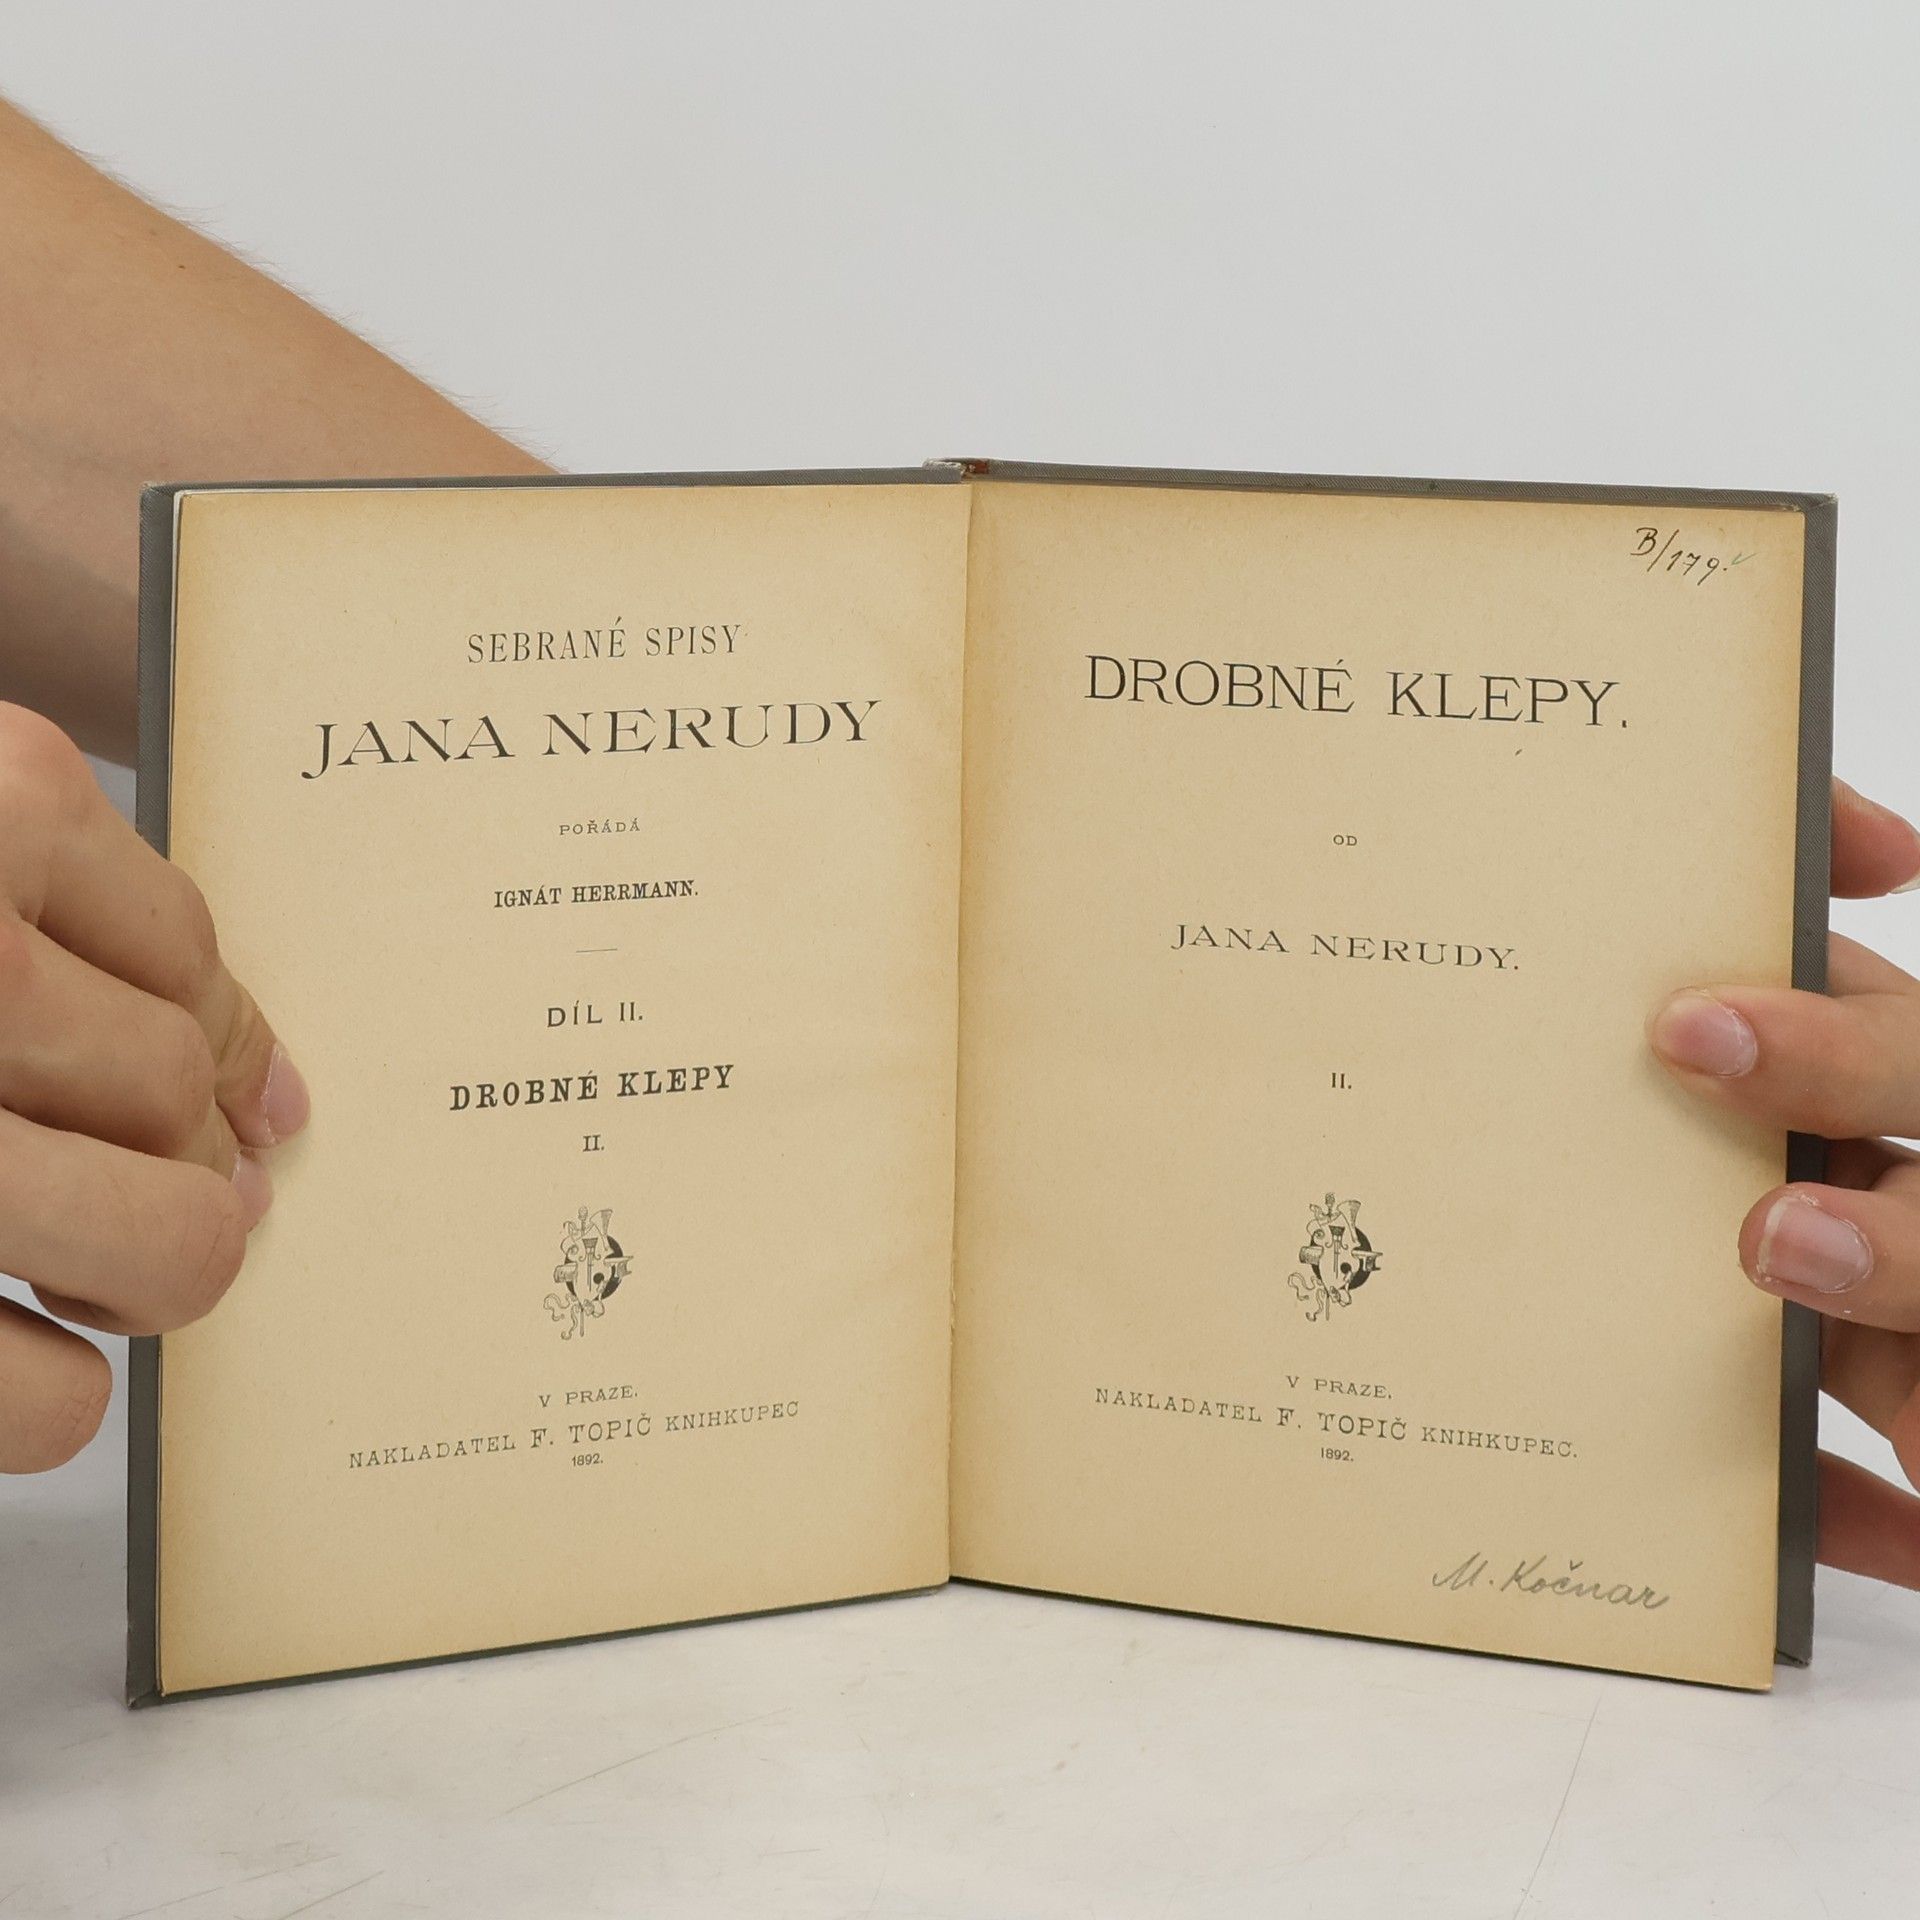 SEBRANÉ SPISY
JANA NERUDY
POŘÁDÁ
IGNÁT HERRMANN.
DÍL II.
DROBNÉ KLEPY
II.
V PRAZE.
NAKLADATEL F. TOPIČ KNIHKUPEC
1892.
B/179.
DROBNÉ KLEPY.
OD
JANA NERUDY.
II.
V PRAZE.
NAKLADATEL F. TOPIČ KNIHKUPEC.
1892.
M. Kočnar